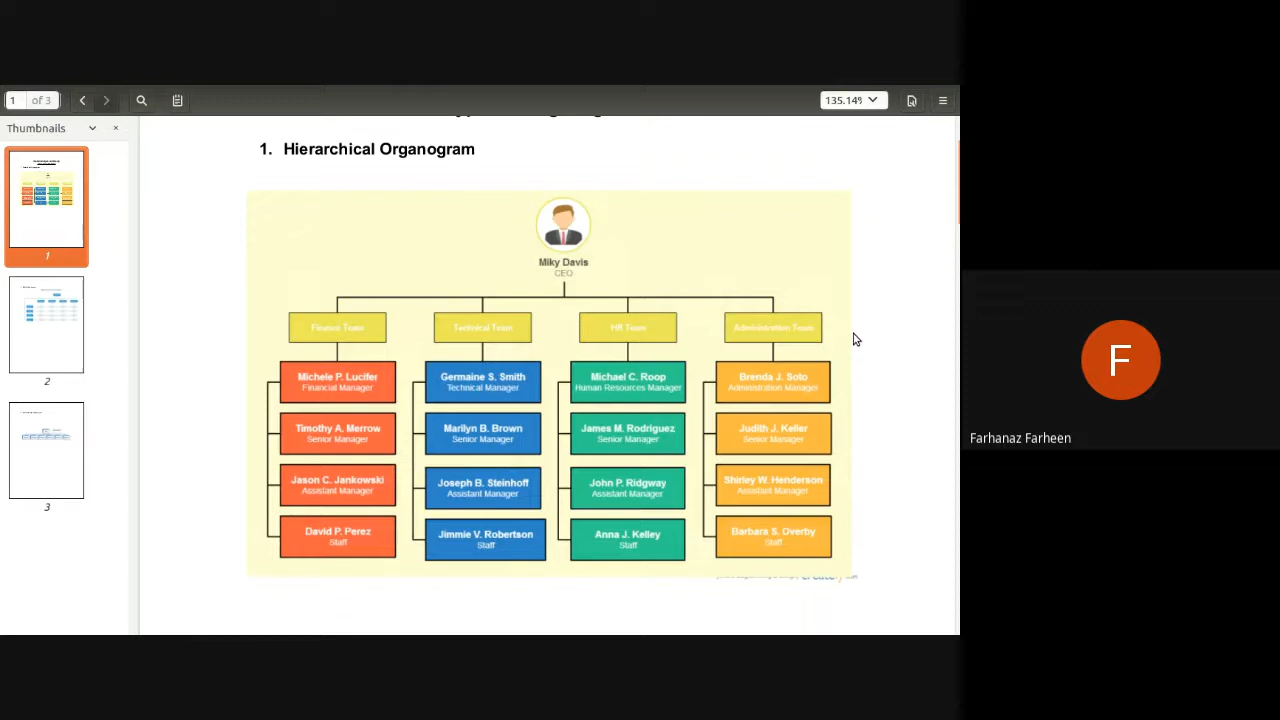 1 of 3
135.14%
Thumbnails
1. Hierarchical Organogram
Miky Davis
CEO
Finance Team
Technical Team
HR Team
Administration Team
Michele P. Lucifer
Financial Manager
Germaine S. Smith
Technical Manager
Michael C. Roop
Human Resources Manager
Brenda J. Soto
Administration Manager
Timothy A. Merrow
Senior Manager
Marilyn B. Brown
Senior Manager
James M. Rodriguez
Senior Manager
Judith J. Keller
Senior Manager
Jason C. Jankowski
Assistant Manager
Joseph B. Steinhoff
Assistant Manager
John P. Ridgway
Assistant Manager
Shirley W. Henderson
Assistant Manager
David P. Perez
Staff
Jimmie V. Robertson
Staff
Anna J. Kelley
Staff
Barbara S. Overby
Staff
1
2
3
F
Farhanaz Farheen